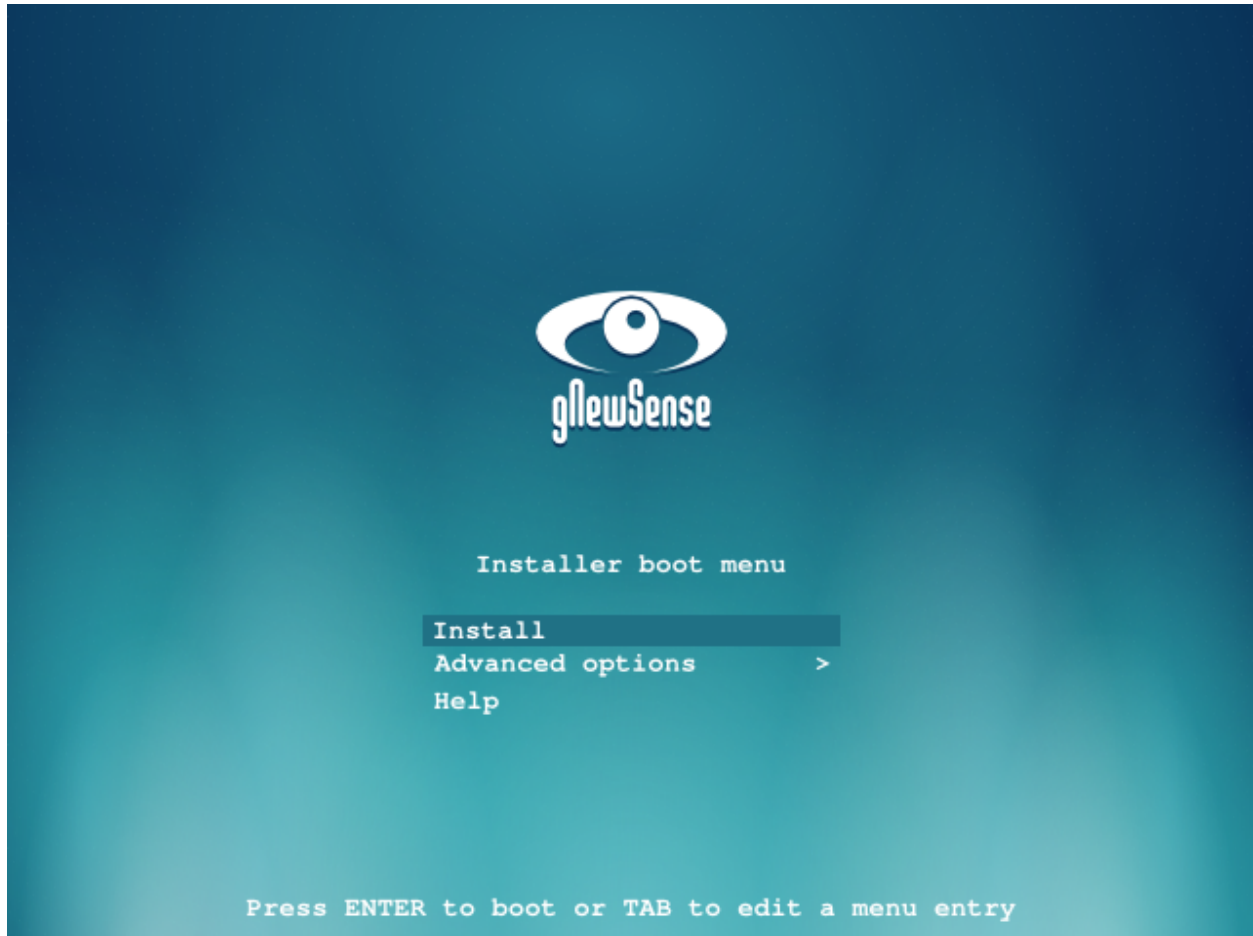 gNewSense
Installer boot menu
Install
Advanced options >
Help
Press ENTER to boot or TAB to edit a menu entry